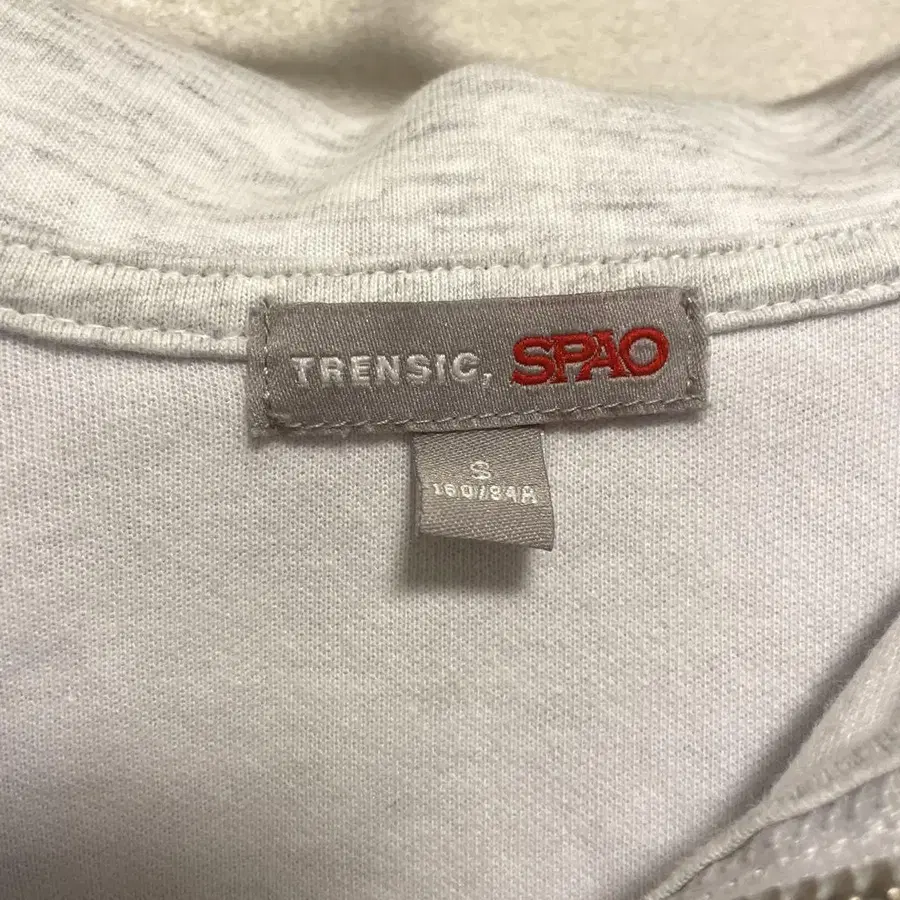 TRENSIC, SPAO
S
160/84A